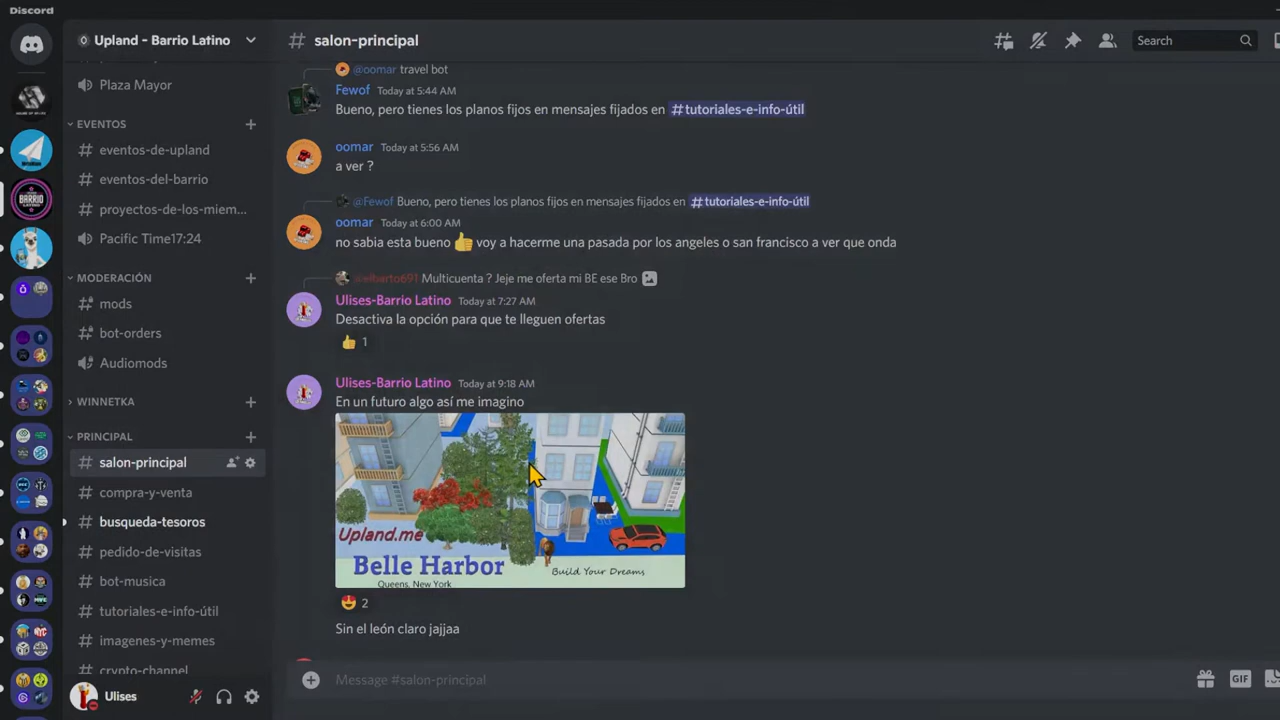 Discord
Upland - Barrio Latino
Plaza Mayor
EVENTOS
eventos-de-upland
eventos-del-barrio
proyectos-de-los-miem...
Pacific Time17:24
MODERACIÓN
mods
bot-orders
Audiomods
WINNETKA
PRINCIPAL
salon-principal
compra-y-venta
busqueda-tesoros
pedido-de-visitas
bot-musica
tutoriales-e-info-útil
imagenes-y-memes
crypto-channel
Ulises
# salon-principal
Search
@oomar travel bot
Fewof Today at 5:44 AM
Bueno, pero tienes los planos fijos en mensajes fijados en #tutoriales-e-info-útil
oomar Today at 5:56 AM
a ver ?
@Fewof Bueno, pero tienes los planos fijos en mensajes fijados en #tutoriales-e-info-útil
oomar Today at 6:00 AM
no sabia esta bueno 👍 voy a hacerme una pasada por los angeles o san francisco a ver que onda
@elbarto691 Multicuenta ? Jeje me oferta mi BE ese Bro
Ulises-Barrio Latino Today at 7:27 AM
Desactiva la opción para que te lleguen ofertas
👍 1
Ulises-Barrio Latino Today at 9:18 AM
En un futuro algo así me imagino
Upland.me
Belle Harbor
Queens, New York
Build Your Dreams
😍 2
Sin el león claro jajjaa
Message #salon-principal
GIF